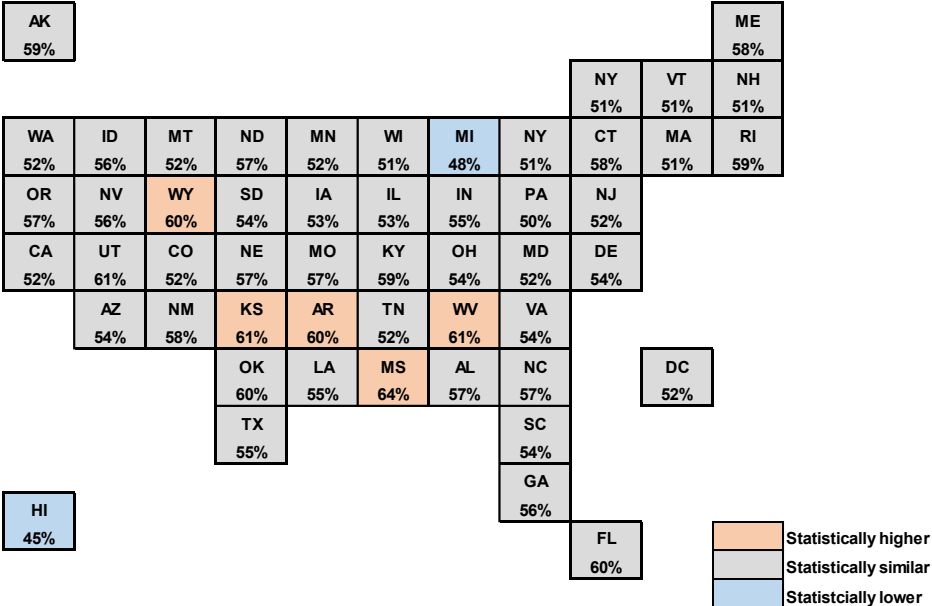 AK ME
59% 58%
NY VT NH
51% 51% 51%
WA ID MT ND MN WI MI NY CT MA RI
52% 56% 52% 57% 52% 51% 48% 51% 58% 51% 59%
OR NV WY SD IA IL IN PA NJ
57% 56% 60% 54% 53% 53% 55% 50% 52%
CA UT CO NE MO KY OH MD DE
52% 61% 52% 57% 57% 59% 54% 52% 54%
AZ NM KS AR TN WV VA
54% 58% 61% 60% 52% 61% 54%
OK LA MS AL NC DC
60% 55% 64% 57% 57% 52%
TX SC
55% 54%
GA
56%
HI
45%
FL
60%
Statistically higher
Statistically similar
Statistcially lower